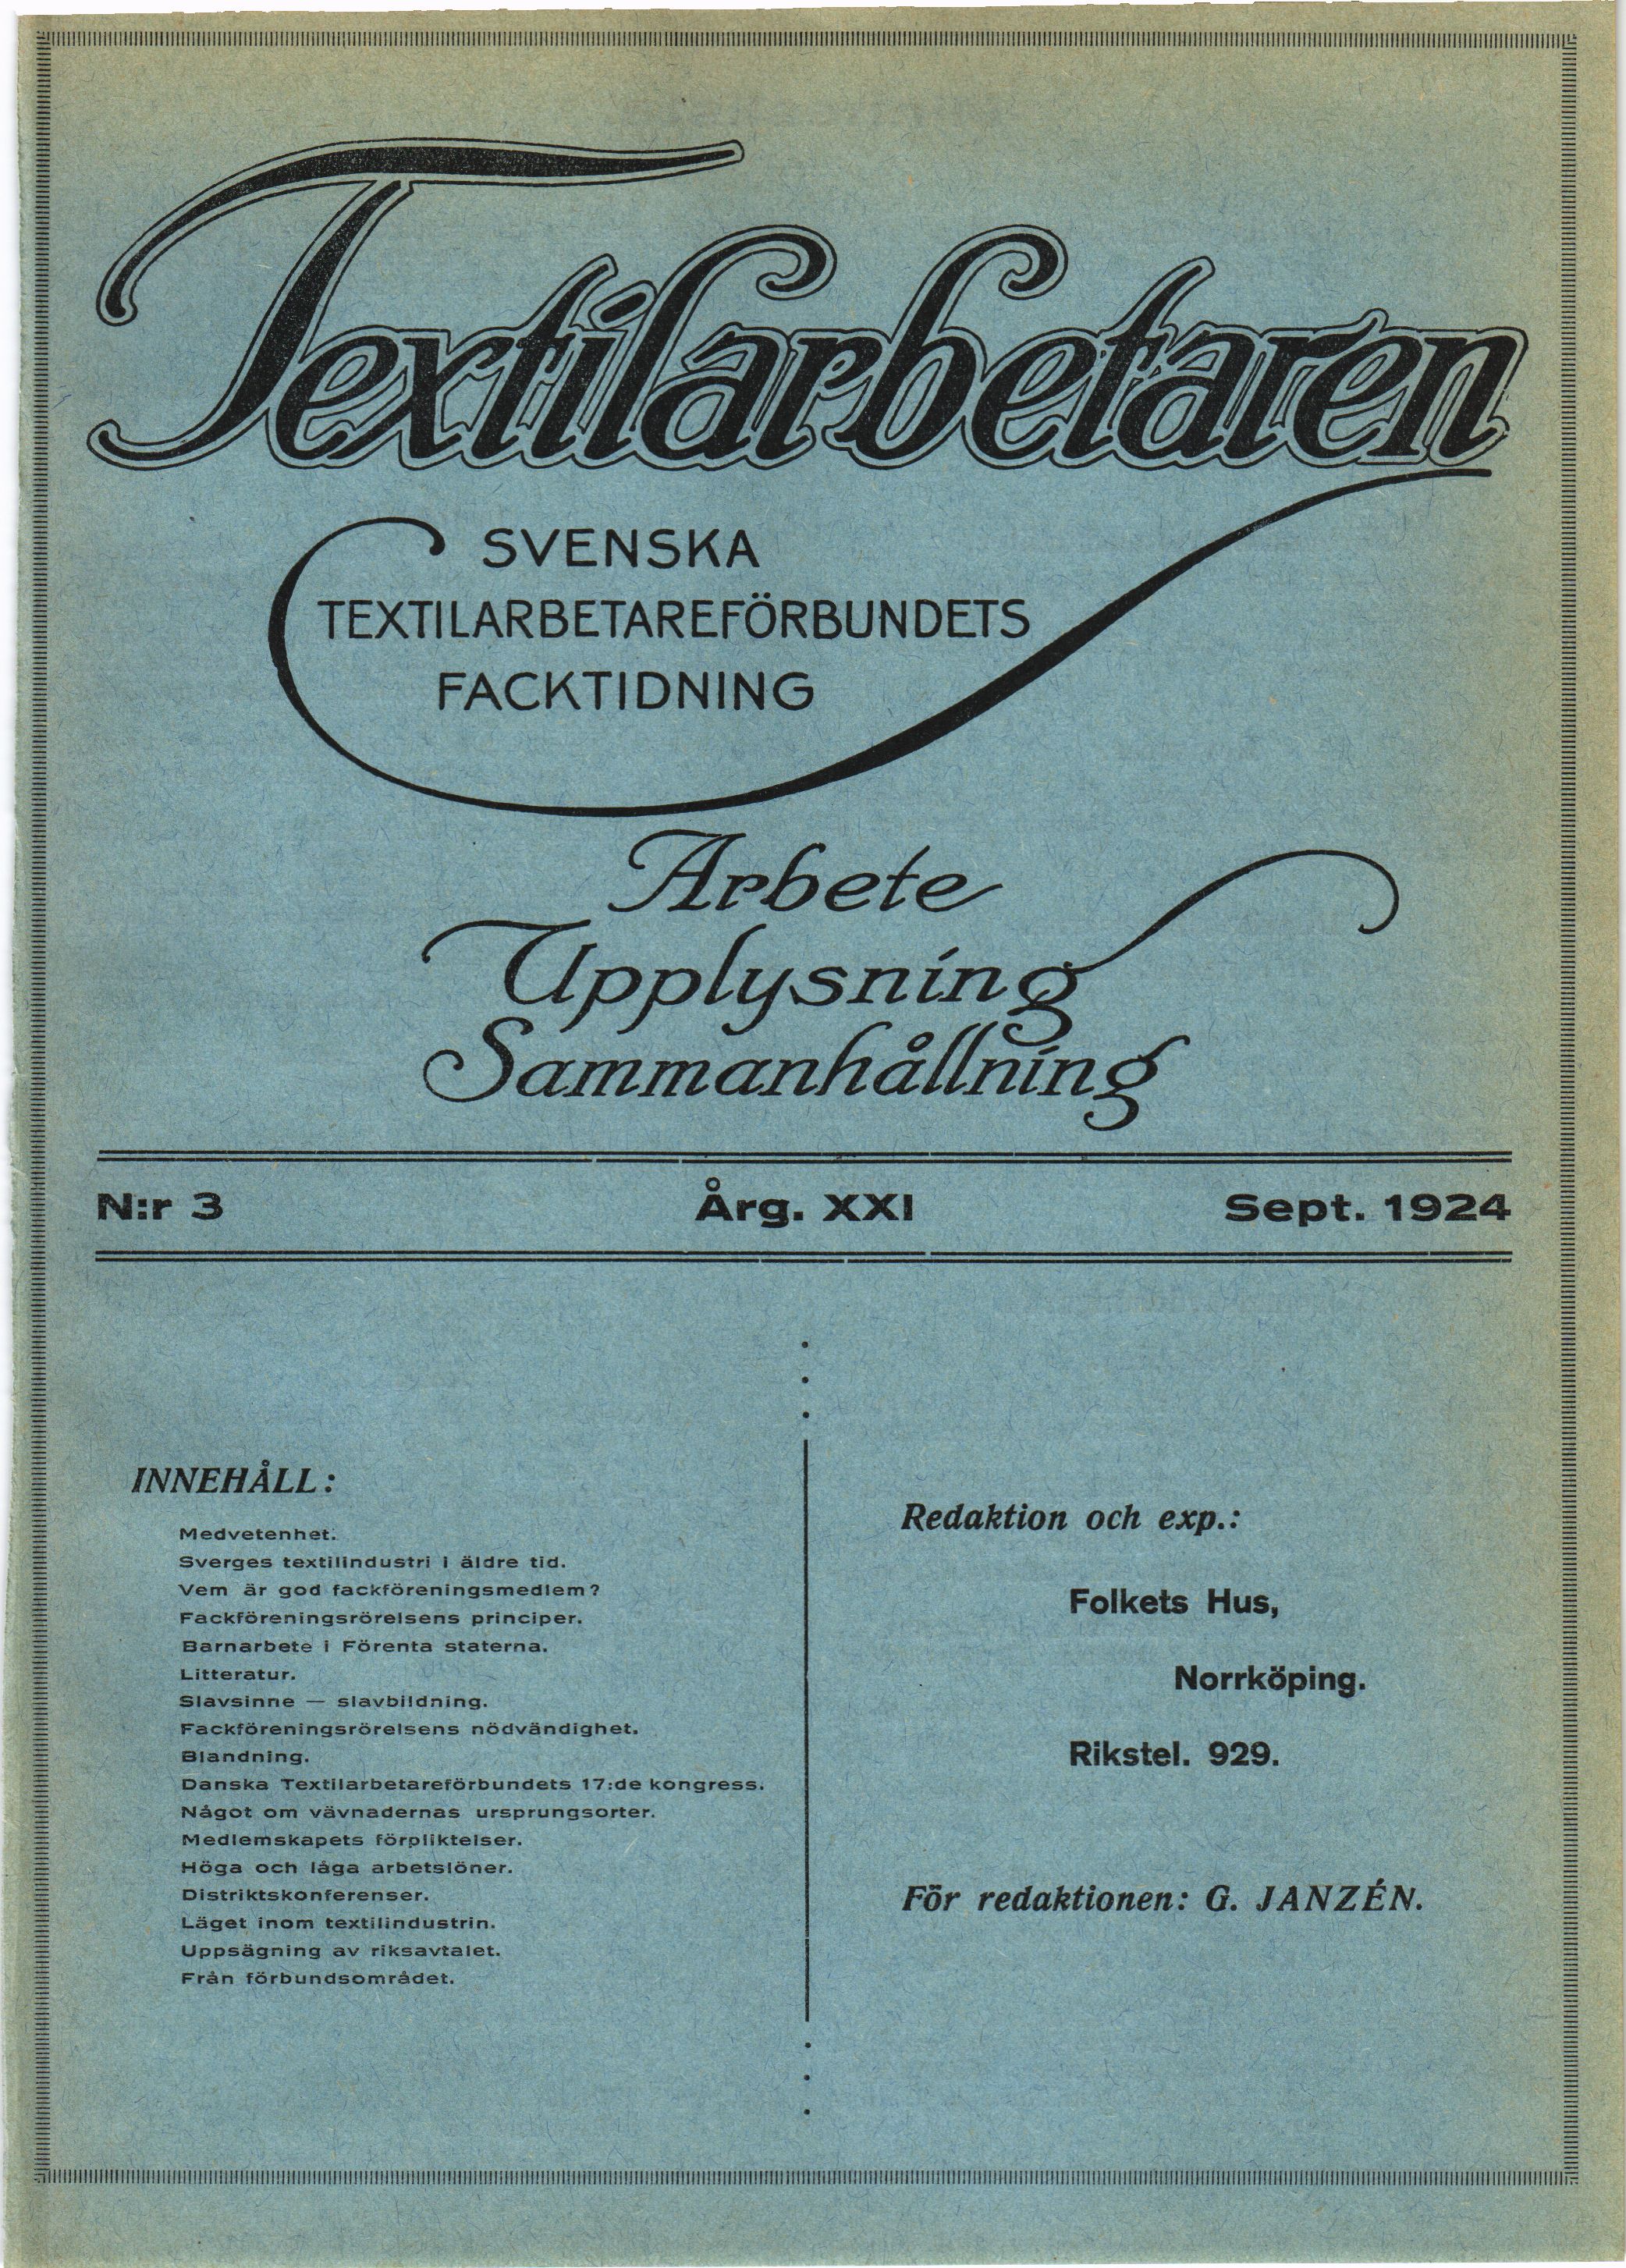 Textilarbetaren
SVENSKA
TEXTILARBETAREFÖRBUNDETS
FACKTIDNING
Arbete
Upplysning
Sammanhållning
N:r 3 Årg. XXI Sept. 1924
INNEHÅLL:
Medvetenhet.
Sverges textilindustri i äldre tid.
Vem är god fackföreningsmedlem?
Fackföreningsrörelsens principer.
Barnarbete i Förenta staterna.
Litteratur.
Slavsinne — slavbildning.
Fackföreningsrörelsens nödvändighet.
Blandning.
Danska Textilarbetareförbundets 17:de kongress.
Något om vävnadernas ursprungsorter.
Medlemskapets förpliktelser.
Höga och låga arbetslöner.
Distriktskonferenser.
Läget inom textilindustrin.
Uppsägning av riksavtalet.
Från förbundsområdet.
Redaktion och exp.:
Folkets Hus,
Norrköping.
Rikstel. 929.
För redaktionen: G. JANZÉN.